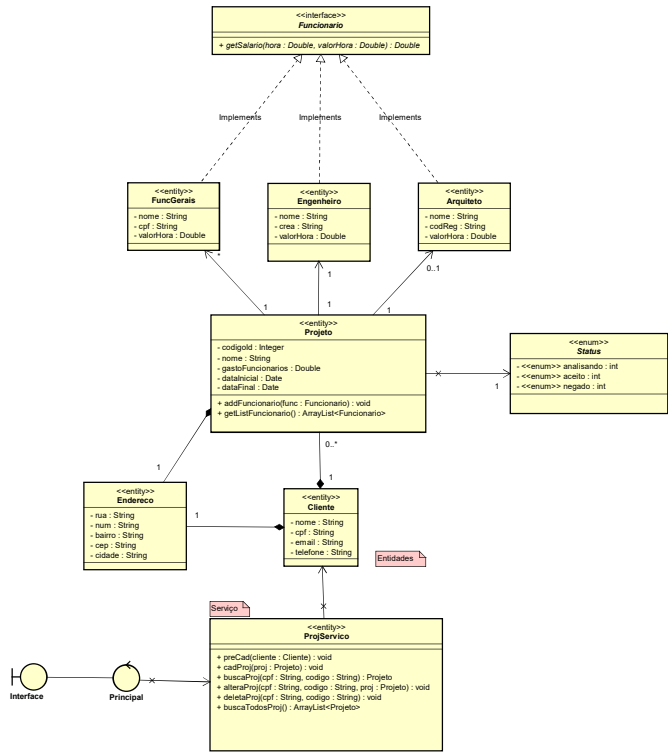 <<interface>>
Funcionario
+ getSalario(hora : Double, valorHora : Double) : Double
Implements
Implements
Implements
<<entity>>
FuncGerais
- nome : String
- cpf : String
- valorHora : Double
<<entity>>
Engenheiro
- nome : String
- crea : String
- valorHora : Double
<<entity>>
Arquiteto
- nome : String
- codReg : String
- valorHora : Double
*
1
0..1
1
1
1
<<entity>>
Projeto
- codigoId : Integer
- nome : String
- gastoFuncionarios : Double
- dataInicial : Date
- dataFinal : Date
+ addFuncionario(func : Funcionario) : void
+ getListFuncionario() : ArrayList<Funcionario>
<<enum>>
Status
- <<enum>> analisando : int
- <<enum>> aceito : int
- <<enum>> negado : int
1
0..*
1
1
<<entity>>
Endereco
- rua : String
- num : String
- bairro : String
- cep : String
- cidade : String
1
<<entity>>
Cliente
- nome : String
- cpf : String
- email : String
- telefone : String
Entidades
Serviço
<<entity>>
ProjServico
+ preCad(cliente : Cliente) : void
+ cadProj(proj : Projeto) : void
+ buscaProj(cpf : String, codigo : String) : Projeto
+ alteraProj(cpf : String, codigo : String, proj : Projeto) : void
+ deletaProj(cpf : String, codigo : String) : void
+ buscaTodosProj() : ArrayList<Projeto>
Interface
Principal